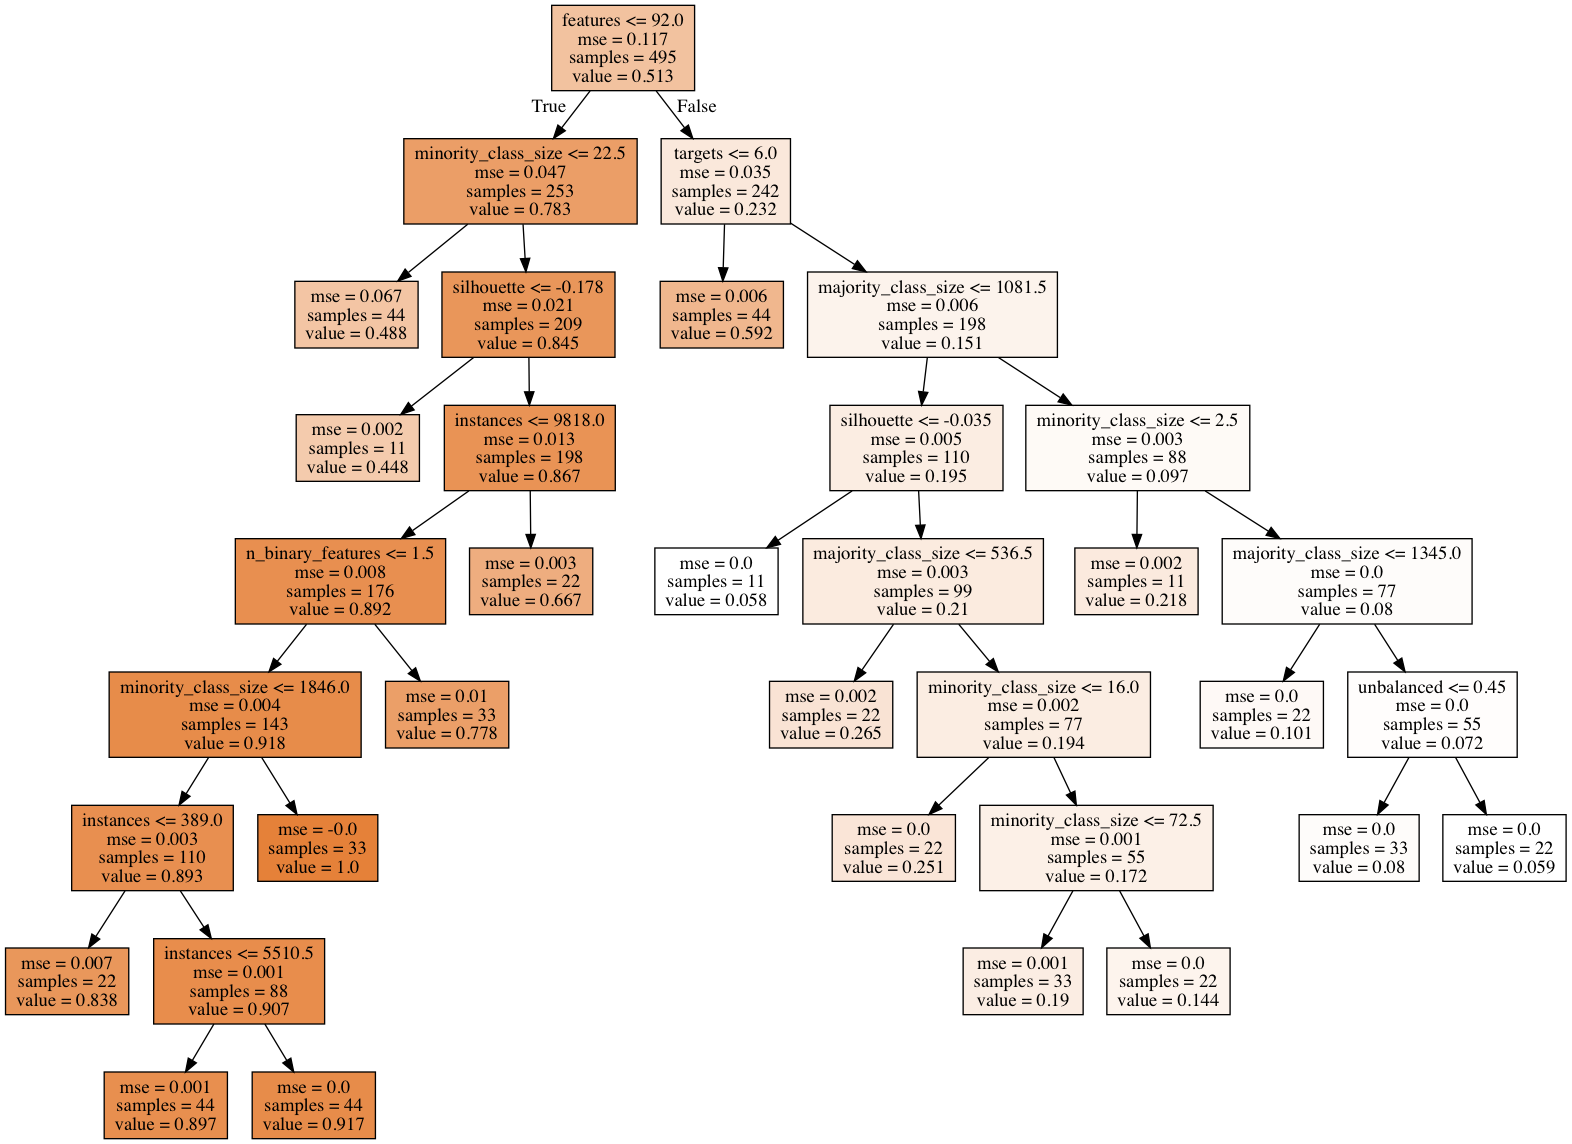 features <= 92.0
mse = 0.117
samples = 495
value = 0.513
True
False
minority_class_size <= 22.5
mse = 0.047
samples = 253
value = 0.783
targets <= 6.0
mse = 0.035
samples = 242
value = 0.232
mse = 0.067
samples = 44
value = 0.488
silhouette <= -0.178
mse = 0.021
samples = 209
value = 0.845
mse = 0.006
samples = 44
value = 0.592
majority_class_size <= 1081.5
mse = 0.006
samples = 198
value = 0.151
mse = 0.002
samples = 11
value = 0.448
instances <= 9818.0
mse = 0.013
samples = 198
value = 0.867
silhouette <= -0.035
mse = 0.005
samples = 110
value = 0.195
minority_class_size <= 2.5
mse = 0.003
samples = 88
value = 0.097
n_binary_features <= 1.5
mse = 0.008
samples = 176
value = 0.892
mse = 0.003
samples = 22
value = 0.667
mse = 0.0
samples = 11
value = 0.058
majority_class_size <= 536.5
mse = 0.003
samples = 99
value = 0.21
mse = 0.002
samples = 11
value = 0.218
majority_class_size <= 1345.0
mse = 0.0
samples = 77
value = 0.08
minority_class_size <= 1846.0
mse = 0.004
samples = 143
value = 0.918
mse = 0.01
samples = 33
value = 0.778
mse = 0.002
samples = 22
value = 0.265
minority_class_size <= 16.0
mse = 0.002
samples = 77
value = 0.194
mse = 0.0
samples = 22
value = 0.101
unbalanced <= 0.45
mse = 0.0
samples = 55
value = 0.072
instances <= 389.0
mse = 0.003
samples = 110
value = 0.893
mse = -0.0
samples = 33
value = 1.0
mse = 0.0
samples = 22
value = 0.251
minority_class_size <= 72.5
mse = 0.001
samples = 55
value = 0.172
mse = 0.0
samples = 33
value = 0.08
mse = 0.0
samples = 22
value = 0.059
mse = 0.007
samples = 22
value = 0.838
instances <= 5510.5
mse = 0.001
samples = 88
value = 0.907
mse = 0.001
samples = 33
value = 0.19
mse = 0.0
samples = 22
value = 0.144
mse = 0.001
samples = 44
value = 0.897
mse = 0.0
samples = 44
value = 0.917